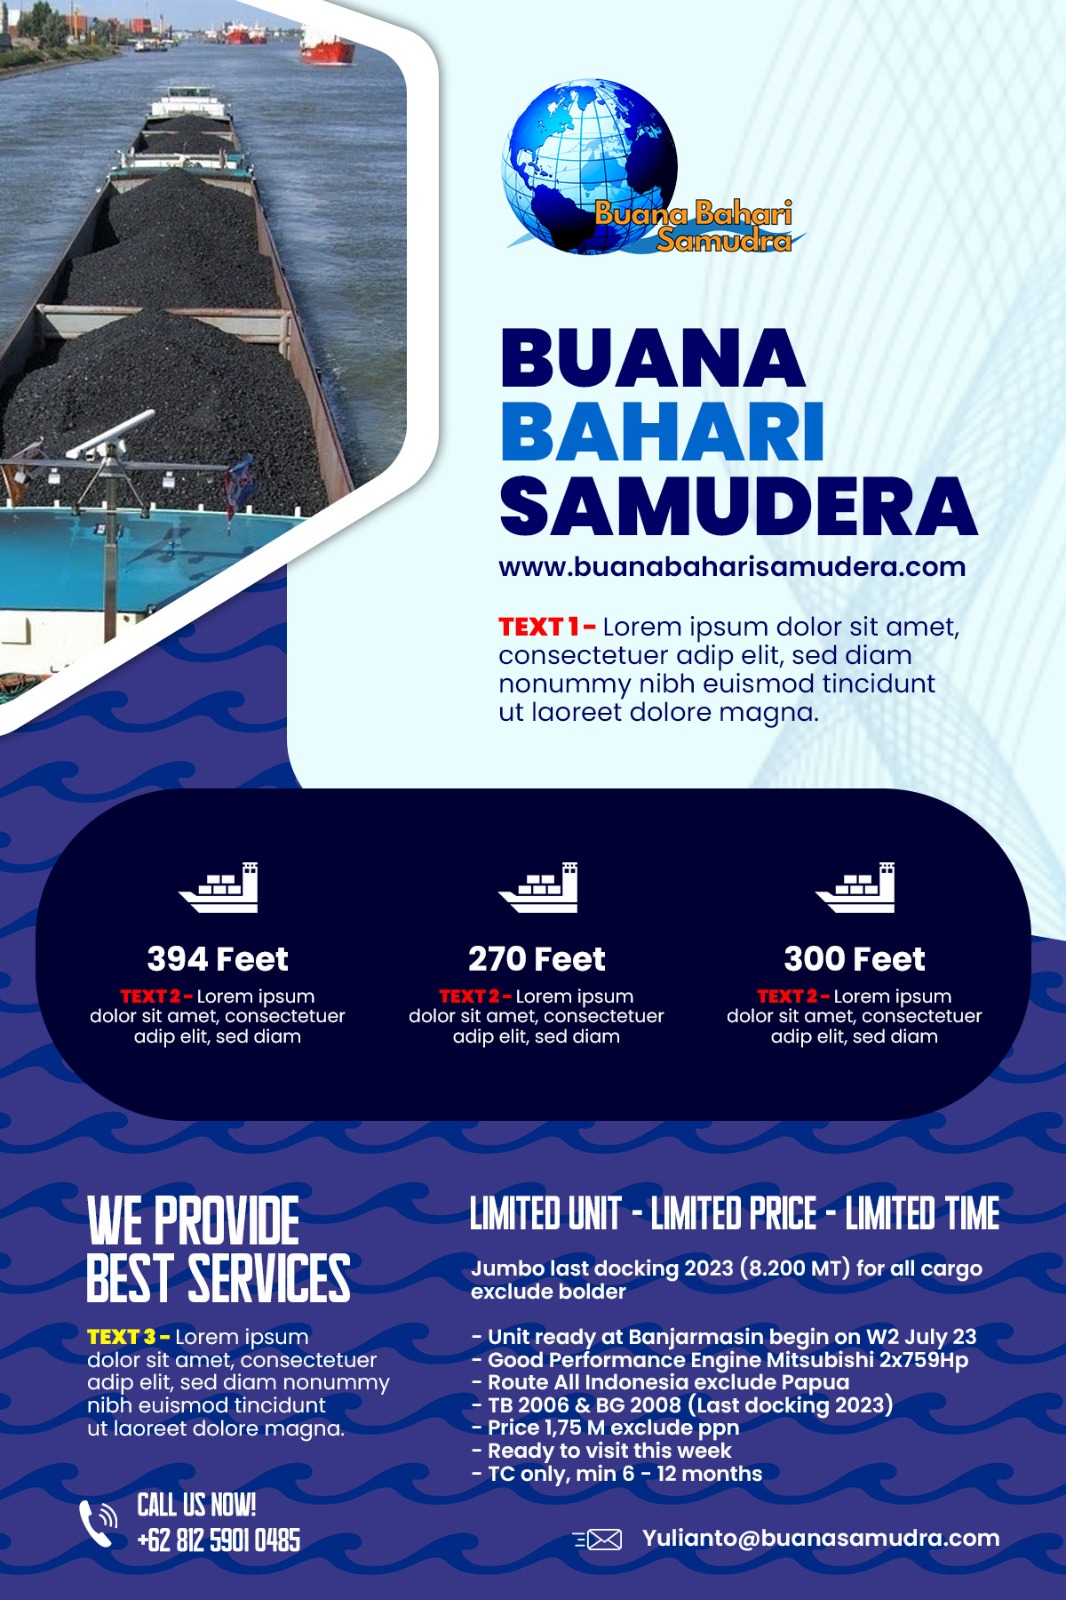 Buana Bahari
Samudra
BUANA
BAHARI
SAMUDERA
www.buanabaharisamudera.com
TEXT 1 - Lorem ipsum dolor sit amet,
consectetuer adip elit, sed diam
nonummy nibh euismod tincidunt
ut laoreet dolore magna.
394 Feet
TEXT 2 - Lorem ipsum
dolor sit amet, consectetuer
adip elit, sed diam
270 Feet
TEXT 2 - Lorem ipsum
dolor sit amet, consectetuer
adip elit, sed diam
300 Feet
TEXT 2 - Lorem ipsum
dolor sit amet, consectetuer
adip elit, sed diam
WE PROVIDE
BEST SERVICES
TEXT 3 - Lorem ipsum
dolor sit amet, consectetuer
adip elit, sed diam nonummy
nibh euismod tincidunt
ut laoreet dolore magna.
CALL US NOW!
+62 812 5901 0485
LIMITED UNIT - LIMITED PRICE - LIMITED TIME
Jumbo last docking 2023 (8.200 MT) for all cargo
exclude bolder
- Unit ready at Banjarmasin begin on W2 July 23
- Good Performance Engine Mitsubishi 2x759Hp
- Route All Indonesia exclude Papua
- TB 2006 & BG 2008 (Last docking 2023)
- Price 1,75 M exclude ppn
- Ready to visit this week
- TC only, min 6 - 12 months
Yulianto@buanasamudra.com